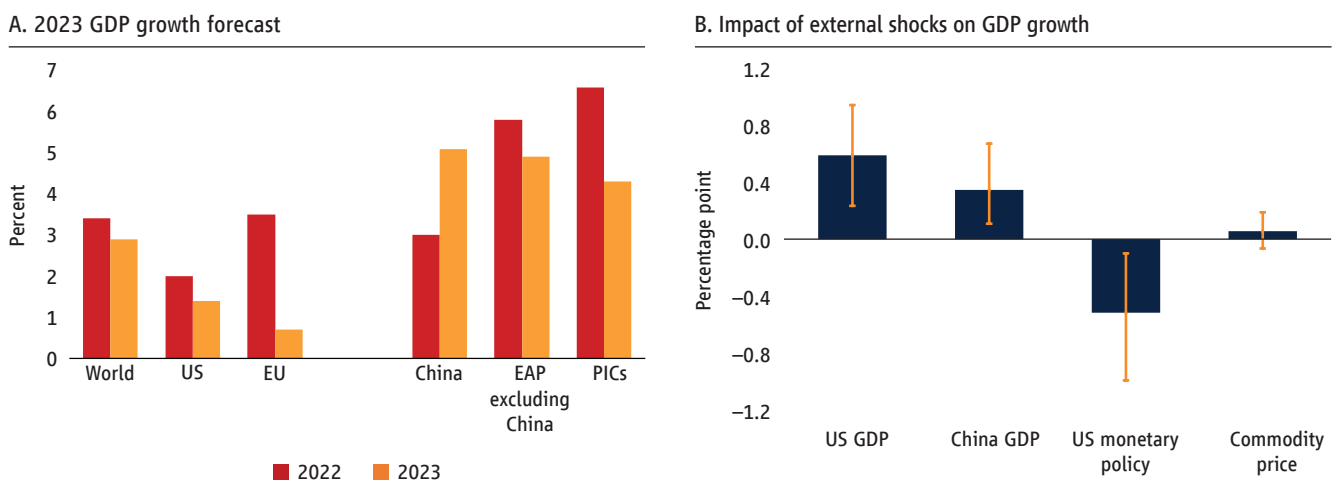 A. 2023 GDP growth forecast
Percent
7
6
5
4
3
2
1
0
World
US
EU
China
EAP
excluding
China
PICs
2022
2023
B. Impact of external shocks on GDP growth
Percentage point
1.2
0.8
0.4
0.0
−0.4
−0.8
−1.2
US GDP
China GDP
US monetary
policy
Commodity
price